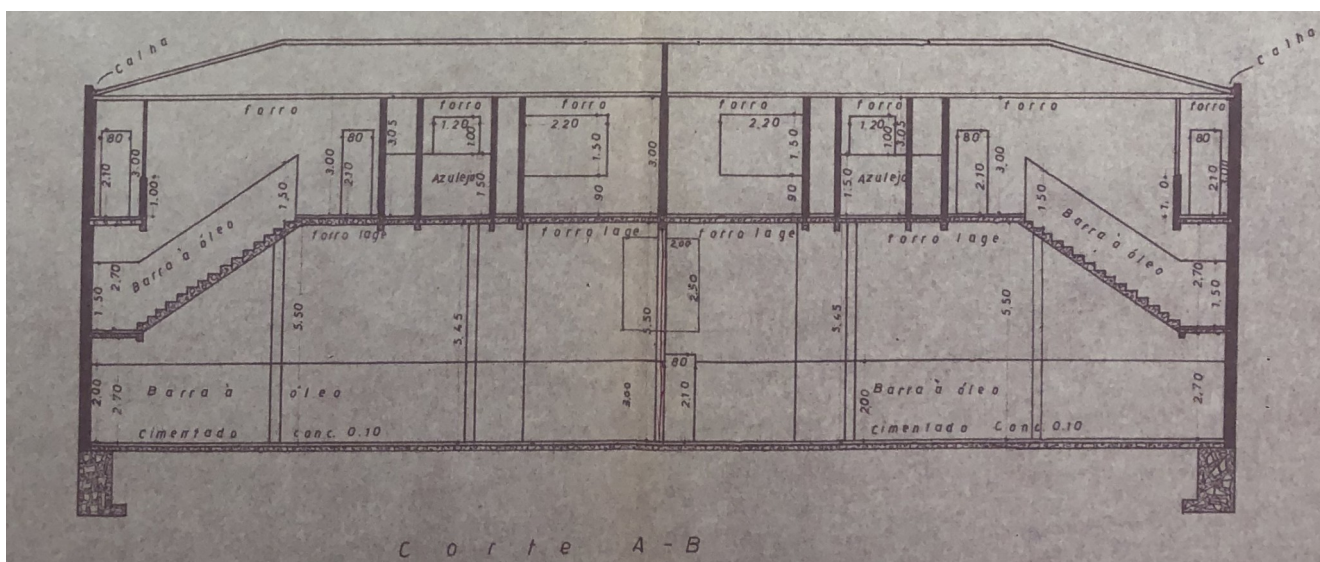 calha
calha
forro
forro
forro
forro
forro
forro
forro
80
80
3.05
1.20
1.00
2.20
1.50
3.00
2.20
1.50
1.20
1.00
3.05
80
80
2.10
3.00
1.00
3.00
2.10
Azulejo
1.50
90
90
1.50
Azulejo
2.10
3.00
1.0
2.10
1.50
1.50
Barra à óleo
Barra à óleo
forro lage
forro lage
forro lage
forro lage
2.00
2.50
1.50
2.70
2.70
1.50
5.50
5.45
5.50
5.45
5.50
80
2.00
2.70
Barra à óleo
3.00
2.10
200
Barra à óleo
2.70
cimentado conc. 0.10
cimentado conc 0.10
Corte A-B